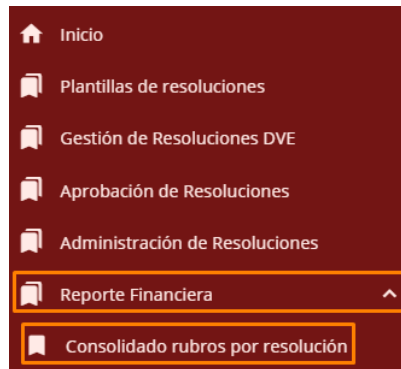 Inicio
Plantillas de resoluciones
Gestión de Resoluciones DVE
Aprobación de Resoluciones
Administración de Resoluciones
Reporte Financiera
Consolidado rubros por resolución